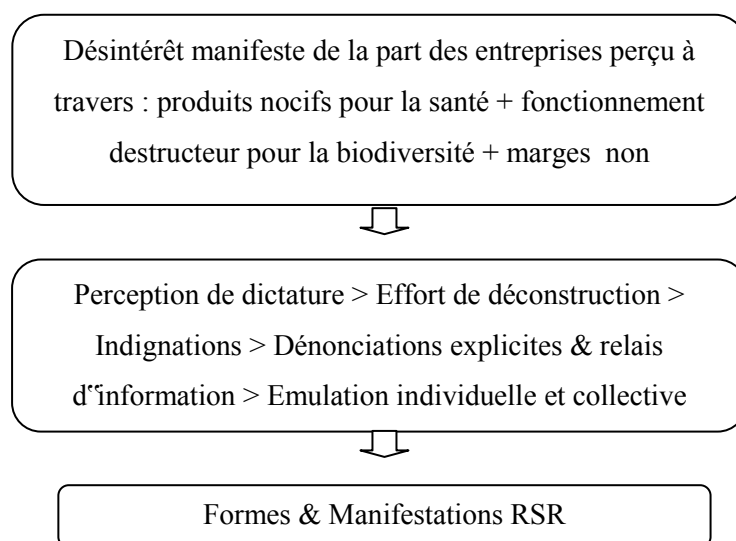 Désintérêt manifeste de la part des entreprises perçu à
travers : produits nocifs pour la santé + fonctionnement
destructeur pour la biodiversité + marges non
Perception de dictature > Effort de déconstruction >
Indignations > Dénonciations explicites & relais
d‟information > Emulation individuelle et collective
Formes & Manifestations RSR